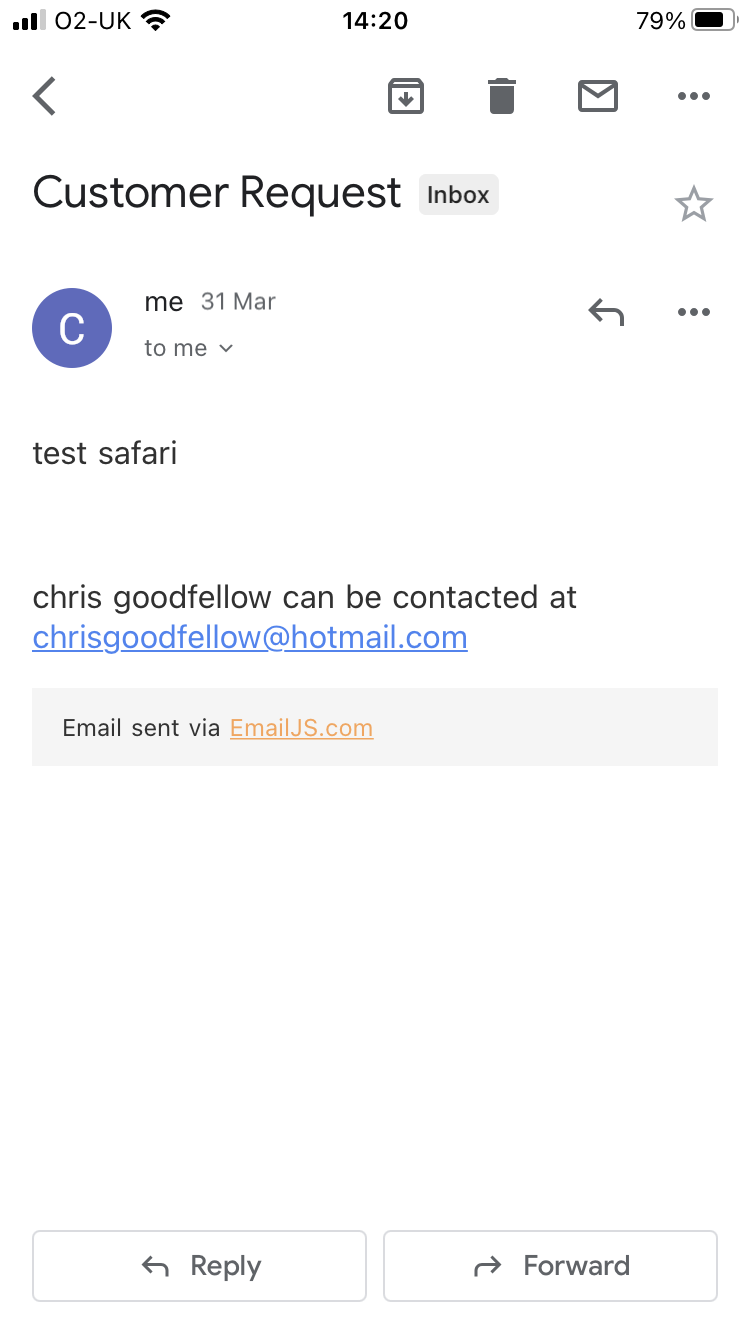 O2-UK 14:20 79%
Customer Request Inbox
C
me 31 Mar
to me
test safari
chris goodfellow can be contacted at
chrisgoodfellow@hotmail.com
Email sent via EmailJS.com
Reply Forward